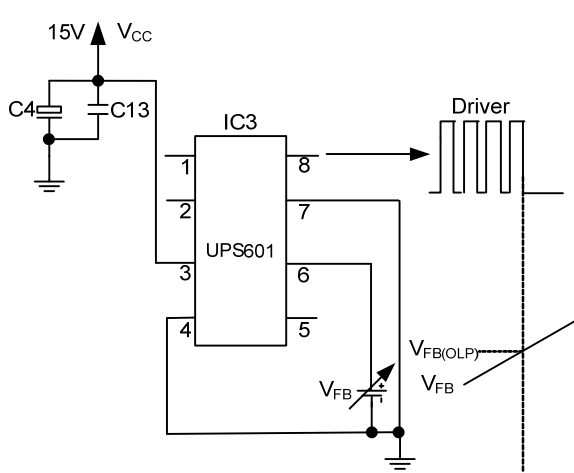 15V VCC
C4 C13
IC3
Driver
1
8
2
7
UPS601
3
6
4
5
VFB(OLP)
VFB
VFB
+
-